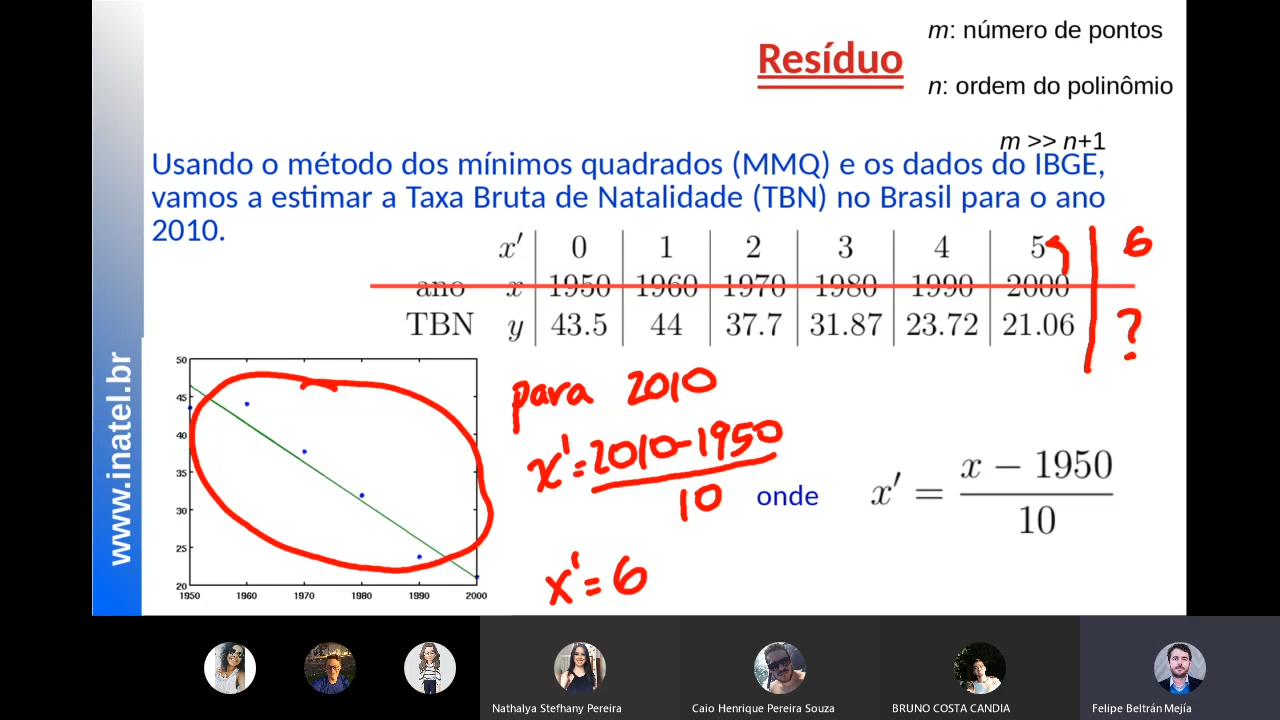 m: número de pontos
Resíduo
n: ordem do polinômio
m >> n+1
Usando o método dos mínimos quadrados (MMQ) e os dados do IBGE,
vamos a estimar a Taxa Bruta de Natalidade (TBN) no Brasil para o ano
2010.
x' 0 1 2 3 4 5 6
ano x 1950 1960 1970 1980 1990 2000
TBN y 43.5 44 37.7 31.87 23.72 21.06 ?
www.inatel.br
50
45
40
35
30
25
20
1950 1960 1970 1980 1990 2000
para 2010
x' = 2010-1950
10
x' = 6
onde
x' = x − 1950
10
Nathalya Stefhany Pereira
Caio Henrique Pereira Souza
BRUNO COSTA CANDIA
Felipe Beltrán Mejía